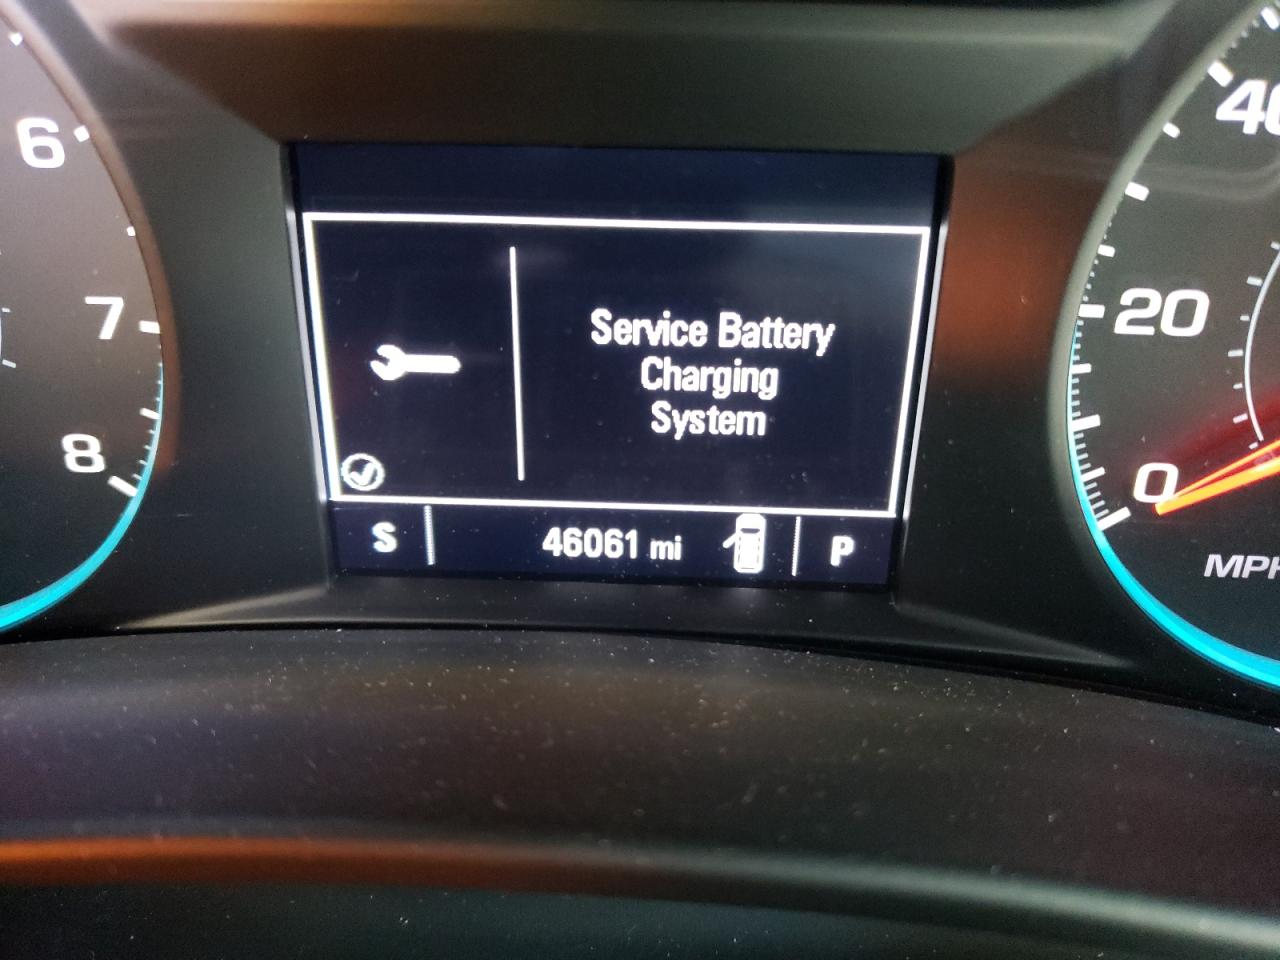 6
7
8
Service Battery
Charging
System
S 46061 mi P
40
20
0
MPH